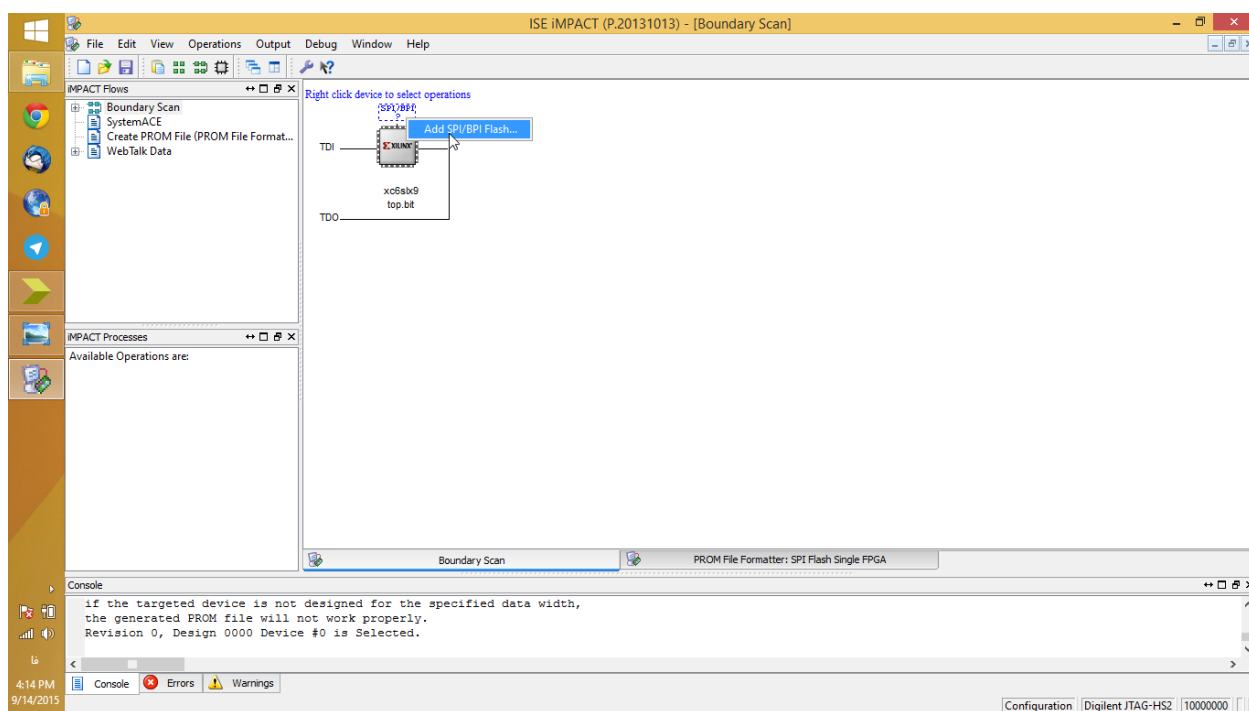 ISE iMPACT (P.20131013) - [Boundary Scan]
File Edit View Operations Output Debug Window Help
iMPACT Flows
Boundary Scan
SystemACE
Create PROM File (PROM File Format...
WebTalk Data
iMPACT Processes
Available Operations are:
Right click device to select operations
SPI/BPI
?
Add SPI/BPI Flash...
TDI
XILINX
xc6slx9
top.bit
TDO
Boundary Scan
PROM File Formatter: SPI Flash Single FPGA
Console
if the targeted device is not designed for the specified data width,
the generated PROM file will not work properly.
Revision 0, Design 0000 Device #0 is Selected.
Console Errors Warnings
Configuration Digilent JTAG-HS2 10000000
فا
4:14 PM
9/14/2015